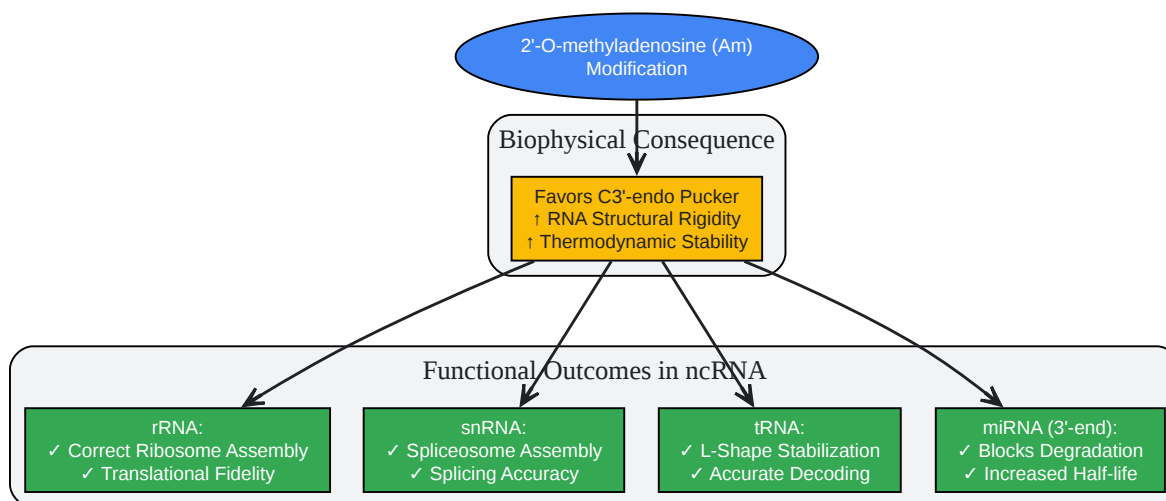 2'-O-methyladenosine (Am)
Modification
Biophysical Consequence
Favors C3'-endo Pucker
↑ RNA Structural Rigidity
↑ Thermodynamic Stability
Functional Outcomes in ncRNA
rRNA:
✓ Correct Ribosome Assembly
✓ Translational Fidelity
snRNA:
✓ Spliceosome Assembly
✓ Splicing Accuracy
tRNA:
✓ L-Shape Stabilization
✓ Accurate Decoding
miRNA (3'-end):
✓ Blocks Degradation
✓ Increased Half-life